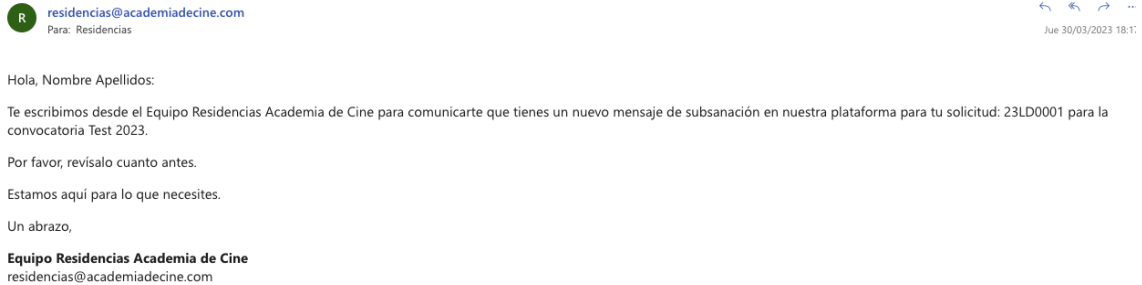 R
residencias@academiadecine.com
Para: Residencias
Jue 30/03/2023 18:17
Hola, Nombre Apellidos:
Te escribimos desde el Equipo Residencias Academia de Cine para comunicarte que tienes un nuevo mensaje de subsanación en nuestra plataforma para tu solicitud: 23LD0001 para la
convocatoria Test 2023.
Por favor, revísalo cuanto antes.
Estamos aquí para lo que necesites.
Un abrazo,
Equipo Residencias Academia de Cine
residencias@academiadecine.com